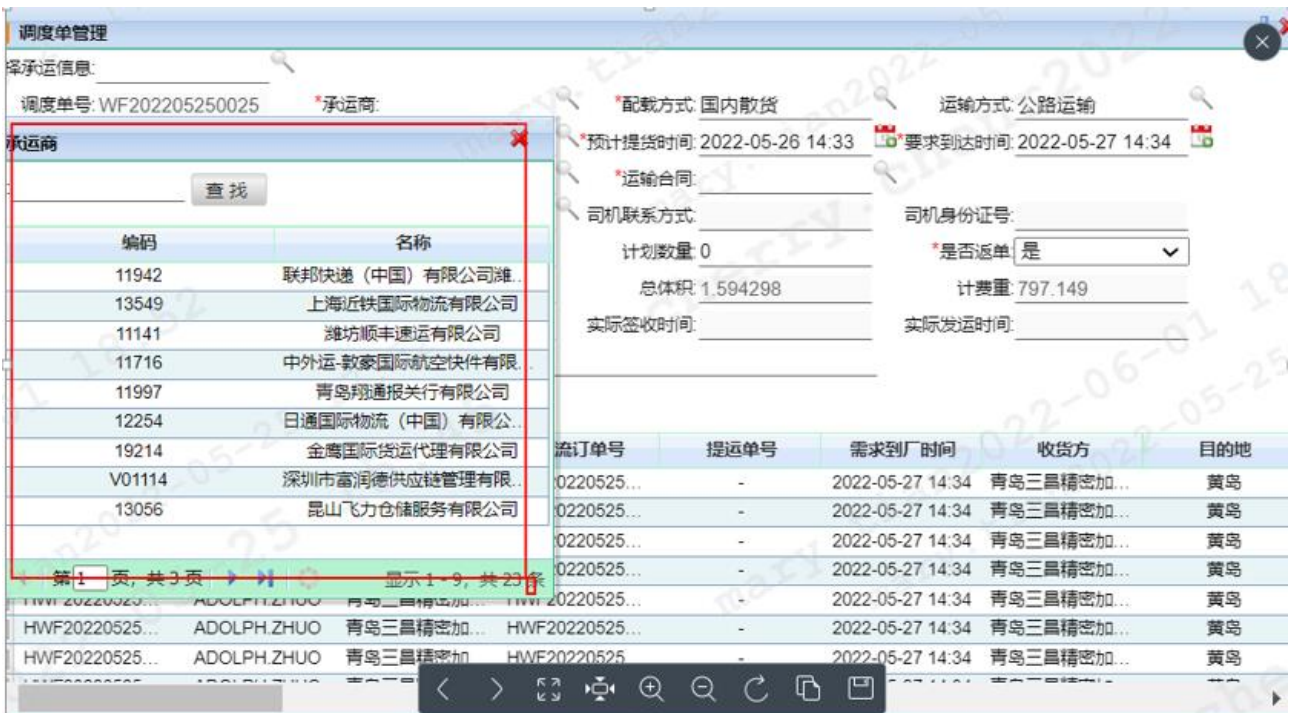 调度单管理
择承运信息:
调度单号: WF202205250025 *承运商: *配载方式: 国内散货 运输方式: 公路运输
承运商 *预计提货时间: 2022-05-26 14:33 *要求到达时间: 2022-05-27 14:34
查找 *运输合同:
司机联系方式: 司机身份证号:
编码 名称 计划数量: 0 *是否返单: 是
11942 联邦快递（中国）有限公司潍...
总体积: 1.594298 计费重: 797.149
13549 上海近铁国际物流有限公司
11141 潍坊顺丰速运有限公司 实际签收时间: 实际发运时间:
11716 中外运-敦豪国际航空快件有限...
11997 青岛翔通报关行有限公司
12254 日通国际物流（中国）有限公...
19214 金鹰国际货运代理有限公司 流订单号 提运单号 需求到厂时间 收货方 目的地
V01114 深圳市富润德供应链管理有限... 20220525... - 2022-05-27 14:34 青岛三昌精密加... 黄岛
13056 昆山飞力仓储服务有限公司 20220525... - 2022-05-27 14:34 青岛三昌精密加... 黄岛
20220525... - 2022-05-27 14:34 青岛三昌精密加... 黄岛
第 1 页, 共 3 页 显示 1 - 9, 共 23 条 20220525... - 2022-05-27 14:34 青岛三昌精密加... 黄岛
HWF20220525... ADOLPH.ZHUO 青岛三昌精密加... HWF20220525... - 2022-05-27 14:34 青岛三昌精密加... 黄岛
HWF20220525... ADOLPH.ZHUO 青岛三昌精密加... HWF20220525... - 2022-05-27 14:34 青岛三昌精密加... 黄岛
HWF20220525... ADOLPH.ZHUO 青岛三昌精密加... HWF20220525... - 2022-05-27 14:34 青岛三昌精密加... 黄岛